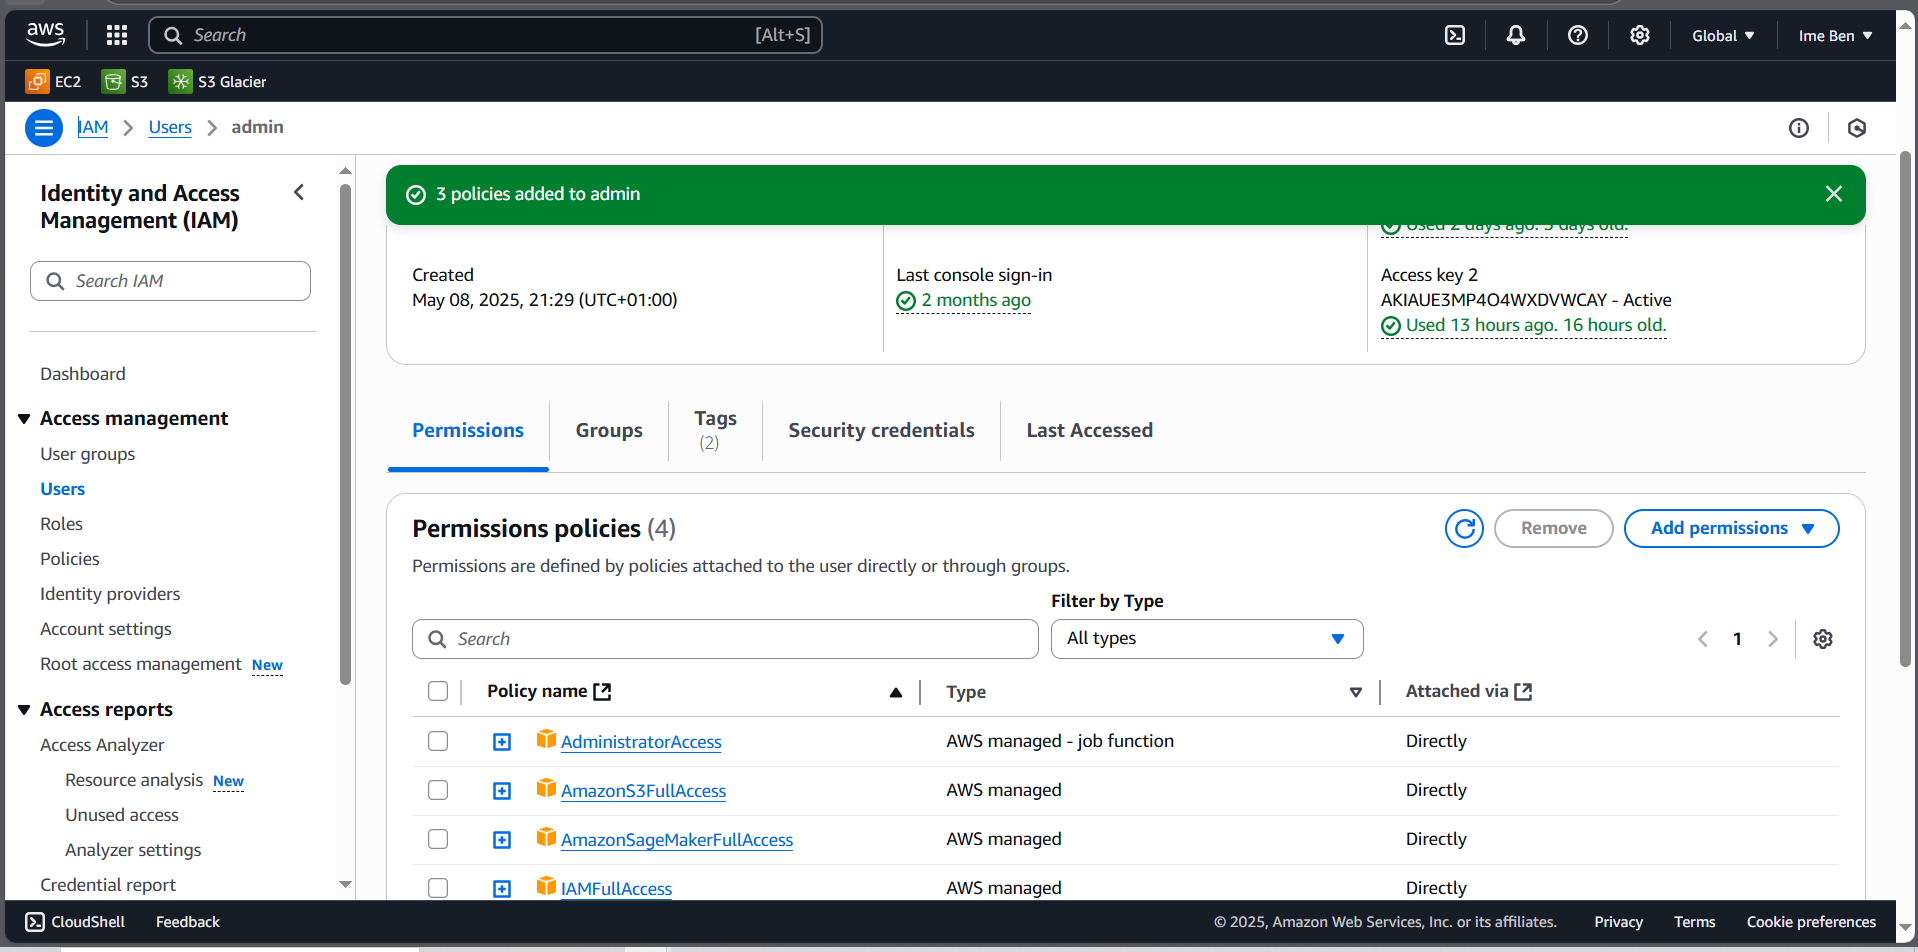 aws
Search
[Alt+S]
Global
Ime Ben
EC2
S3
S3 Glacier
IAM
Users
admin
Identity and Access
Management (IAM)
Search IAM
Dashboard
Access management
User groups
Users
Roles
Policies
Identity providers
Account settings
Root access management New
Access reports
Access Analyzer
Resource analysis New
Unused access
Analyzer settings
Credential report
3 policies added to admin
Created
May 08, 2025, 21:29 (UTC+01:00)
Last console sign-in
2 months ago
Used 2 days ago.
Access key 2
AKIAUE3MP4O4WXDVWCAY - Active
Used 13 hours ago. 16 hours old.
Permissions
Groups
Tags
(2)
Security credentials
Last Accessed
Permissions policies (4)
Remove
Add permissions
Permissions are defined by policies attached to the user directly or through groups.
Filter by Type
Search
All types
1
Policy name
Type
Attached via
AdministratorAccess
AWS managed - job function
Directly
AmazonS3FullAccess
AWS managed
Directly
AmazonSageMakerFullAccess
AWS managed
Directly
IAMFullAccess
AWS managed
Directly
CloudShell
Feedback
© 2025, Amazon Web Services, Inc. or its affiliates.
Privacy
Terms
Cookie preferences